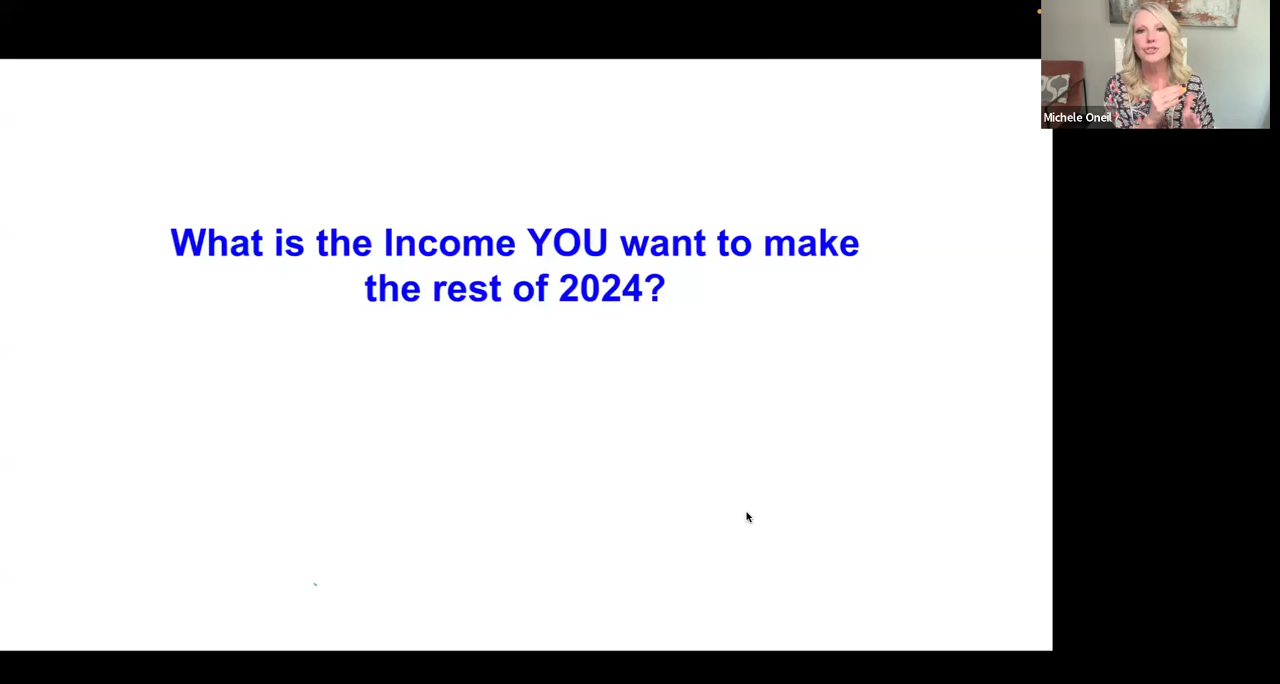 Michele Oneil
What is the Income YOU want to make
the rest of 2024?